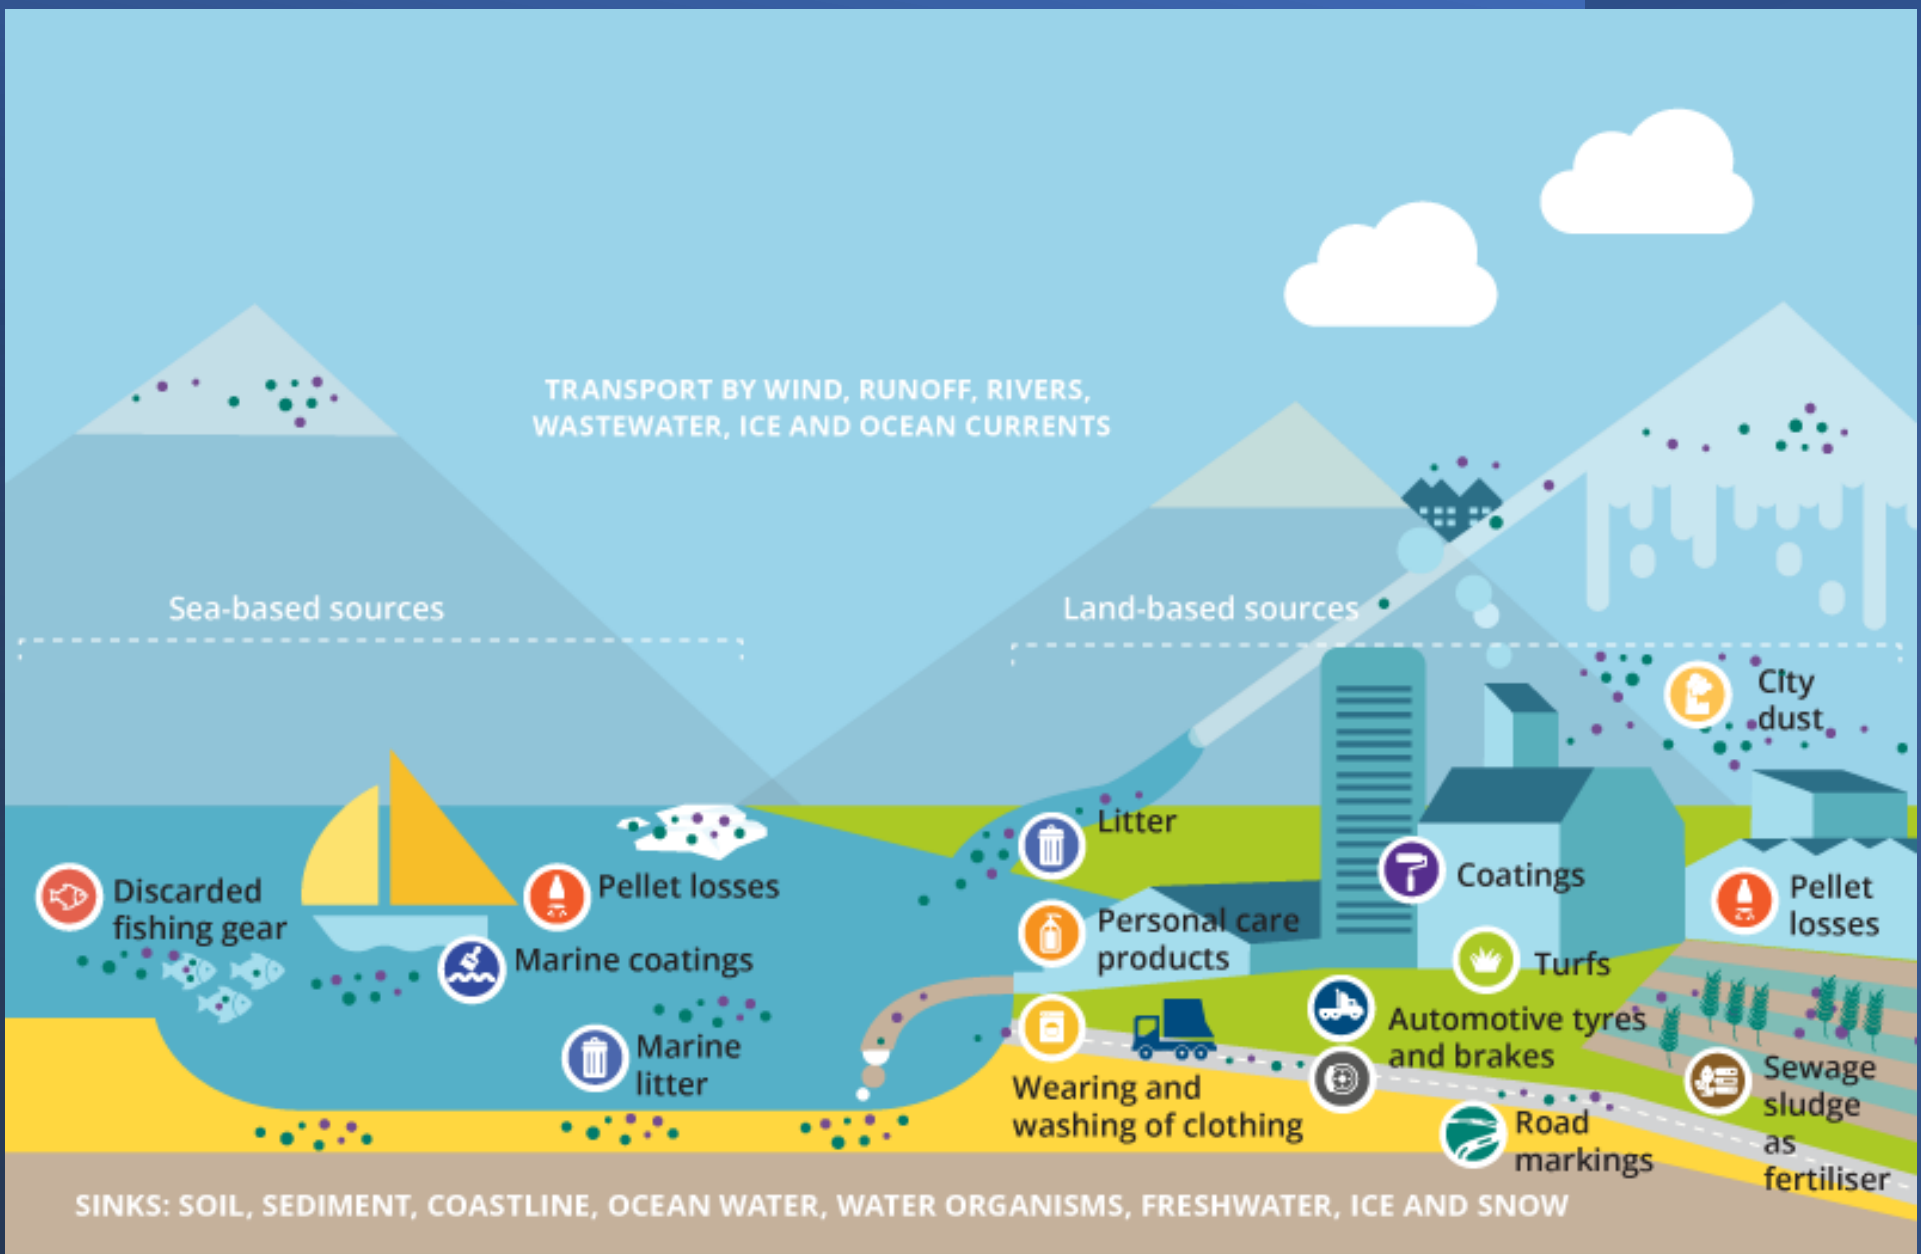 TRANSPORT BY WIND, RUNOFF, RIVERS,
WASTEWATER, ICE AND OCEAN CURRENTS
Sea-based sources
Land-based sources
City
dust
Litter
Discarded
fishing gear
Pellet losses
Marine coatings
Marine
litter
Personal care
products
Coatings
Pellet
losses
Turfs
Automotive tyres
and brakes
Wearing and
washing of clothing
Road
markings
Sewage
sludge
as
fertiliser
SINKS: SOIL, SEDIMENT, COASTLINE, OCEAN WATER, WATER ORGANISMS, FRESHWATER, ICE AND SNOW